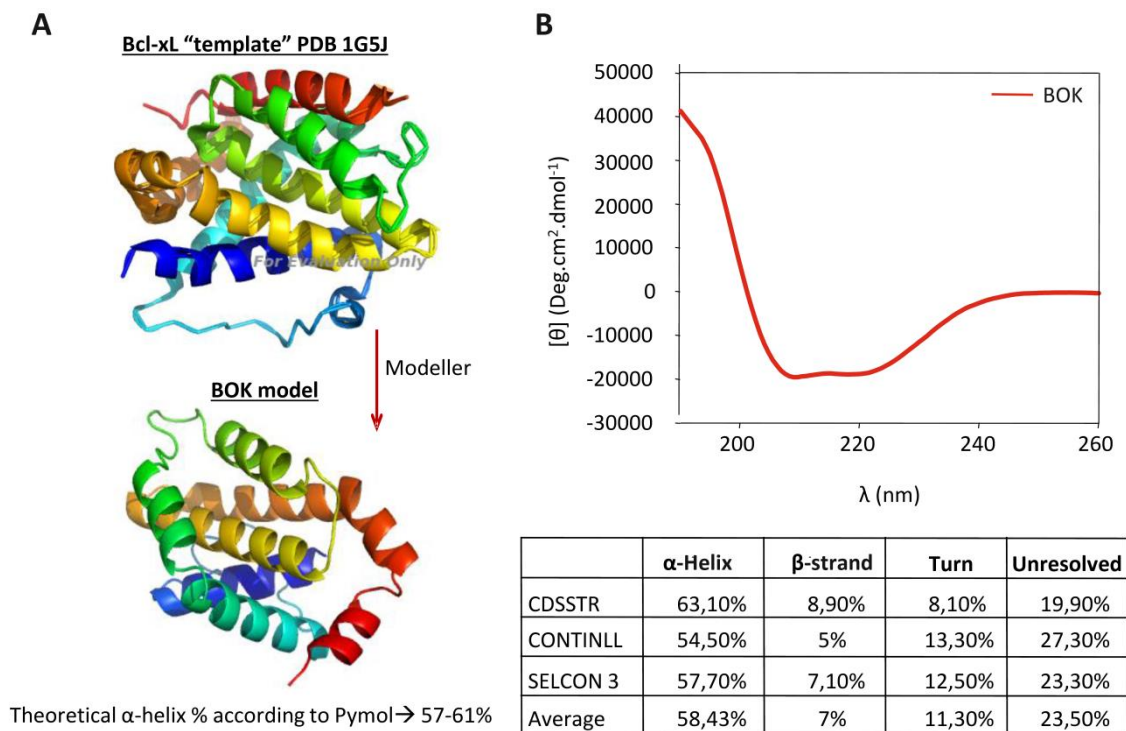 A
Bcl-xL “template” PDB 1G5J
For Evaluation Only
Modeller
BOK model
Theoretical α-helix % according to Pymol→ 57-61%
B
BOK
50000
40000
30000
20000
10000
0
-10000
-20000
-30000
[θ] (Deg.cm².dmol⁻¹)
200 220 240 260
λ (nm)
α-Helix β-strand Turn Unresolved
CDSSTR 63,10% 8,90% 8,10% 19,90%
CONTINLL 54,50% 5% 13,30% 27,30%
SELCON 3 57,70% 7,10% 12,50% 23,30%
Average 58,43% 7% 11,30% 23,50%